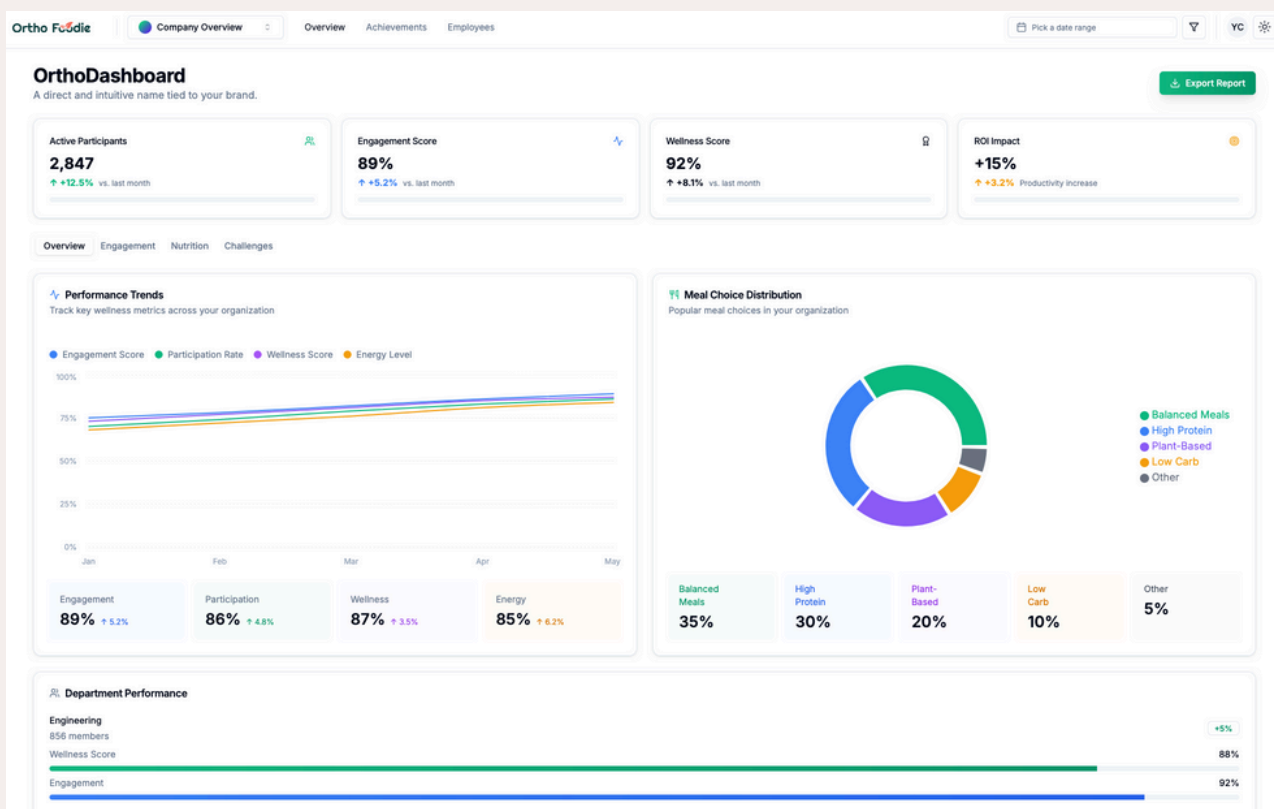 Ortho Foodie
Company Overview
Overview
Achievements
Employees
Pick a date range
YC
OrthoDashboard
A direct and intuitive name tied to your brand.
Export Report
Active Participants
2,847
↑ +12.5% vs. last month
Engagement Score
89%
↑ +5.2% vs. last month
Wellness Score
92%
↑ +8.1% vs. last month
ROI Impact
+15%
↑ +3.2% Productivity increase
Overview
Engagement
Nutrition
Challenges
Performance Trends
Track key wellness metrics across your organization
Engagement Score
Participation Rate
Wellness Score
Energy Level
100%
75%
50%
25%
0%
Jan
Feb
Mar
Apr
May
Engagement
89% ↑ 5.2%
Participation
86% ↑ 4.8%
Wellness
87% ↑ 3.5%
Energy
85% ↑ 6.2%
Meal Choice Distribution
Popular meal choices in your organization
Balanced Meals
High Protein
Plant-Based
Low Carb
Other
Balanced
Meals
35%
High
Protein
30%
Plant-
Based
20%
Low
Carb
10%
Other
5%
Department Performance
Engineering
856 members
+5%
Wellness Score
88%
Engagement
92%